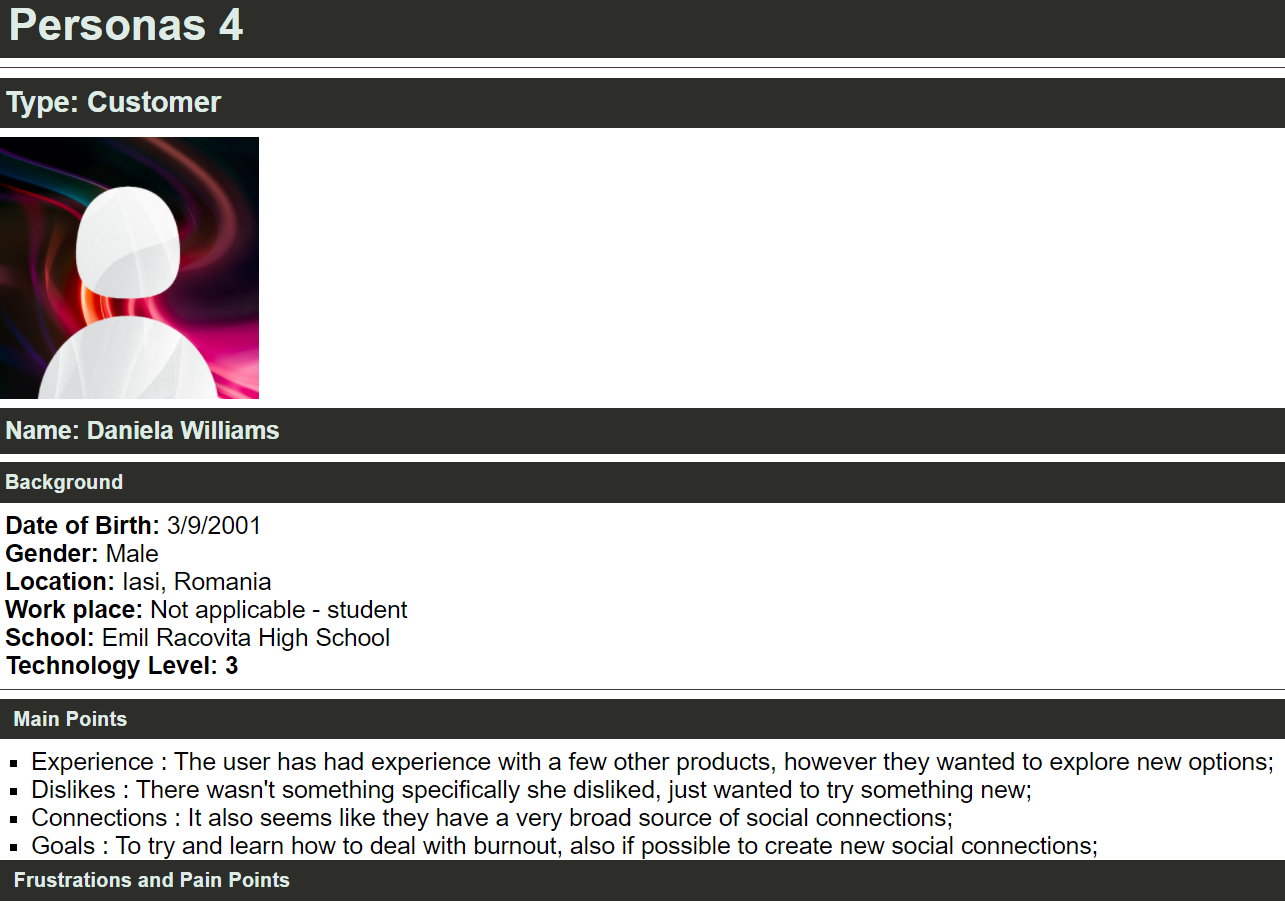 Personas 4
Type: Customer
Name: Daniela Williams
Background
Date of Birth: 3/9/2001
Gender: Male
Location: Iasi, Romania
Work place: Not applicable - student
School: Emil Racovita High School
Technology Level: 3
Main Points
▪ Experience : The user has had experience with a few other products, however they wanted to explore new options;
▪ Dislikes : There wasn't something specifically she disliked, just wanted to try something new;
▪ Connections : It also seems like they have a very broad source of social connections;
▪ Goals : To try and learn how to deal with burnout, also if possible to create new social connections;
Frustrations and Pain Points